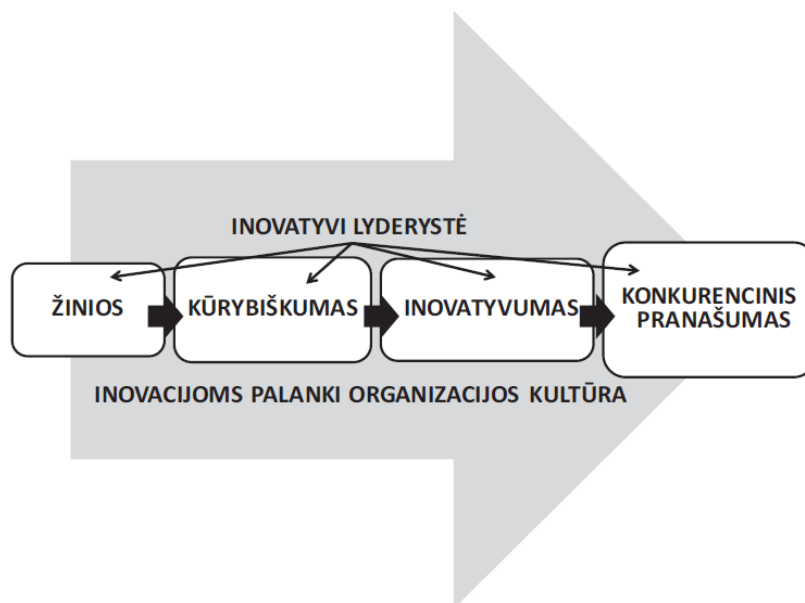 INOVATYVI LYDERYSTĖ
ŽINIOS
KŪRYBIŠKUMAS
INOVATYVUMAS
KONKURENCINIS
PRANAŠUMAS
INOVACIJOMS PALANKI ORGANIZACIJOS KULTŪRA